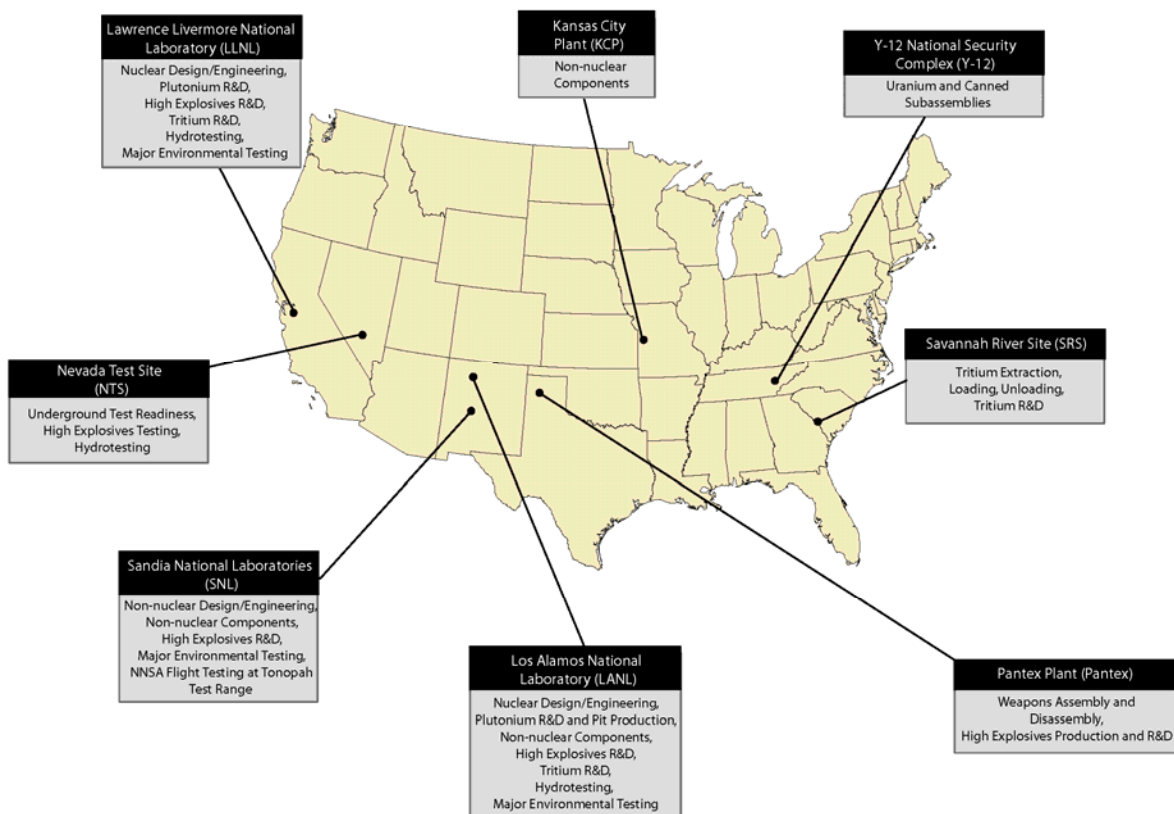 Lawrence Livermore National
Laboratory (LLNL)
Nuclear Design/Engineering,
Plutonium R&D,
High Explosives R&D,
Tritium R&D,
Hydrotesting,
Major Environmental Testing
Kansas City
Plant (KCP)
Non-nuclear
Components
Y-12 National Security
Complex (Y-12)
Uranium and Canned
Subassemblies
Nevada Test Site
(NTS)
Underground Test Readiness,
High Explosives Testing,
Hydrotesting
Savannah River Site (SRS)
Tritium Extraction,
Loading, Unloading,
Tritium R&D
Sandia National Laboratories
(SNL)
Non-nuclear Design/Engineering,
Non-nuclear Components,
High Explosives R&D,
Major Environmental Testing,
NNSA Flight Testing at Tonopah
Test Range
Los Alamos National
Laboratory (LANL)
Nuclear Design/Engineering,
Plutonium R&D and Pit Production,
Non-nuclear Components,
High Explosives R&D,
Tritium R&D,
Hydrotesting,
Major Environmental Testing
Pantex Plant (Pantex)
Weapons Assembly and
Disassembly,
High Explosives Production and R&D